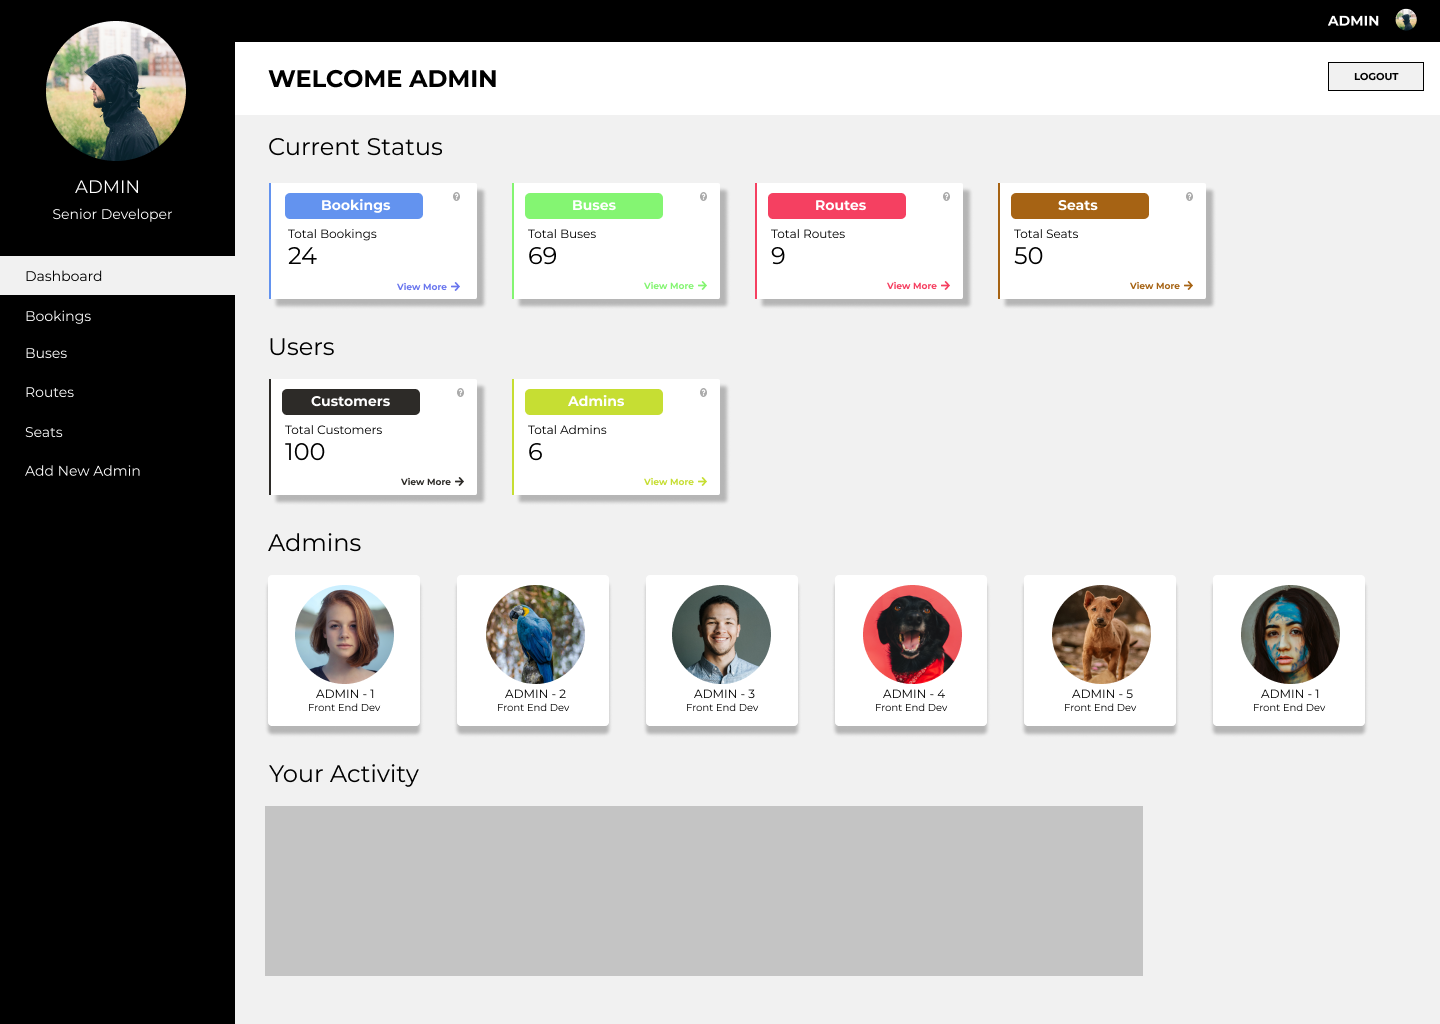 ADMIN
WELCOME ADMIN
LOGOUT
ADMIN
Senior Developer
Dashboard
Bookings
Buses
Routes
Seats
Add New Admin
Current Status
Bookings
?
Total Bookings
24
View More
Buses
?
Total Buses
69
View More
Routes
?
Total Routes
9
View More
Seats
?
Total Seats
50
View More
Users
Customers
?
Total Customers
100
View More
Admins
?
Total Admins
6
View More
Admins
ADMIN - 1
Front End Dev
ADMIN - 2
Front End Dev
ADMIN - 3
Front End Dev
ADMIN - 4
Front End Dev
ADMIN - 5
Front End Dev
ADMIN - 1
Front End Dev
Your Activity